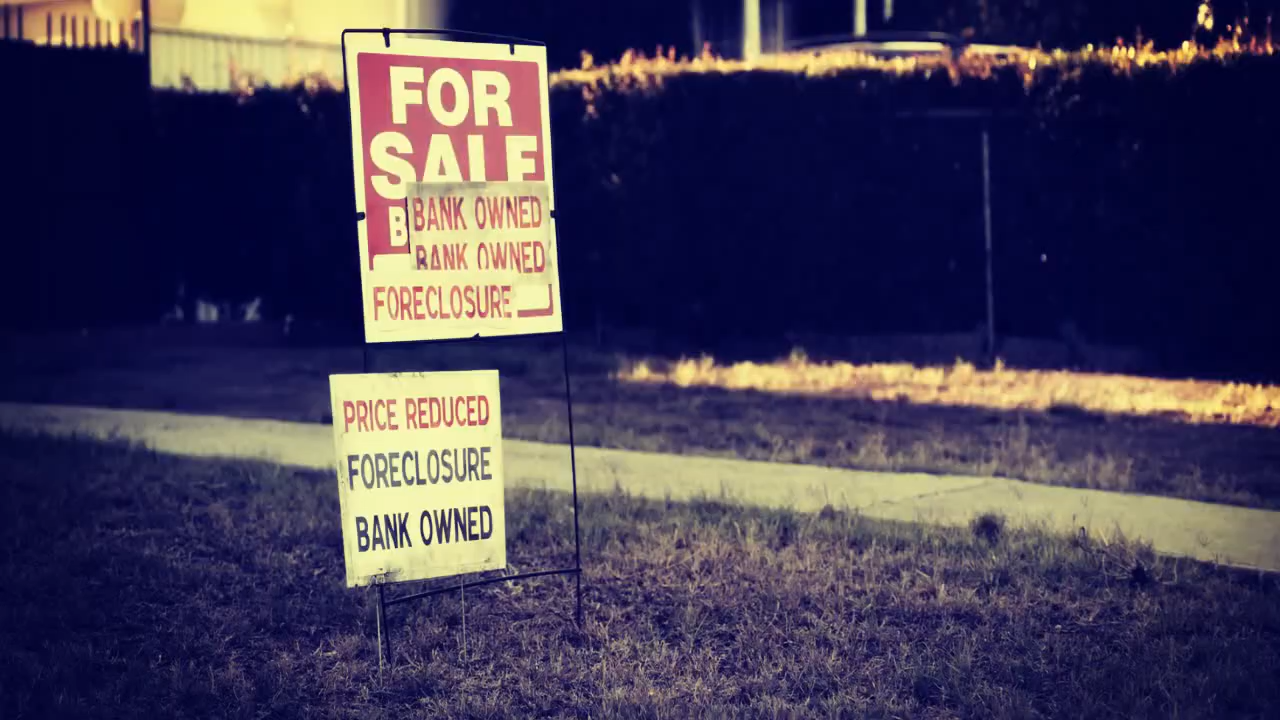 FOR
SALE
B
BANK OWNED
BANK OWNED
FORECLOSURE
PRICE REDUCED
FORECLOSURE
BANK OWNED